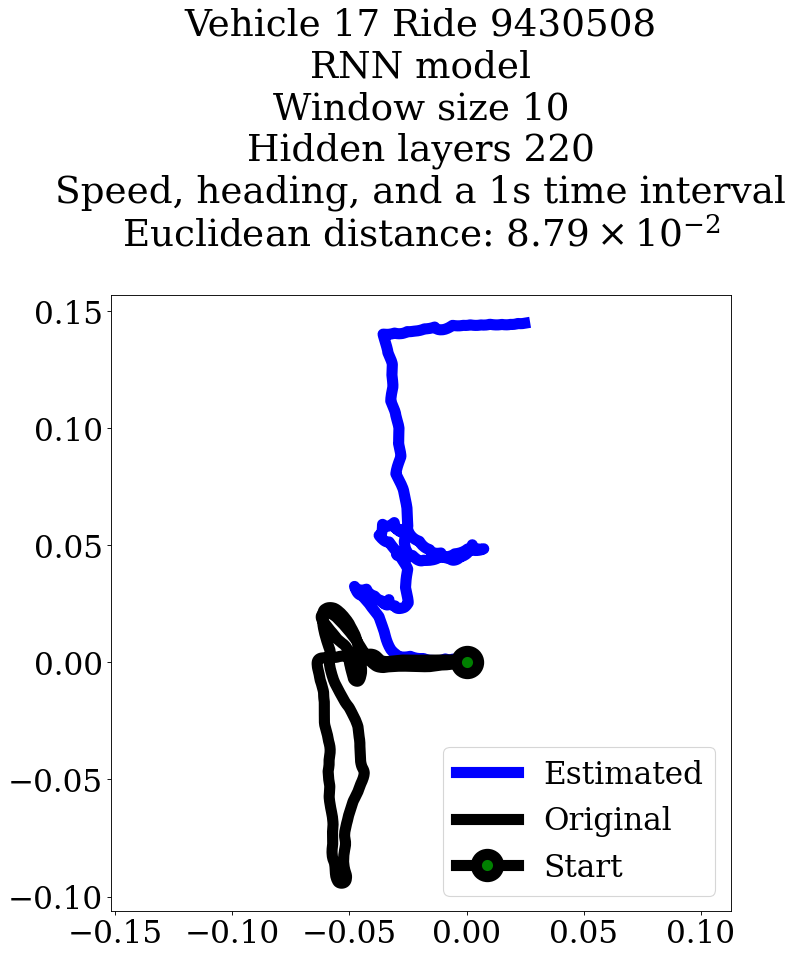 Vehicle 17 Ride 9430508
RNN model
Window size 10
Hidden layers 220
Speed, heading, and a 1s time interval
Euclidean distance: 8.79 × 10⁻²
0.15
0.10
0.05
0.00
−0.05
−0.10
Estimated
Original
Start
−0.15 −0.10 −0.05 0.00 0.05 0.10